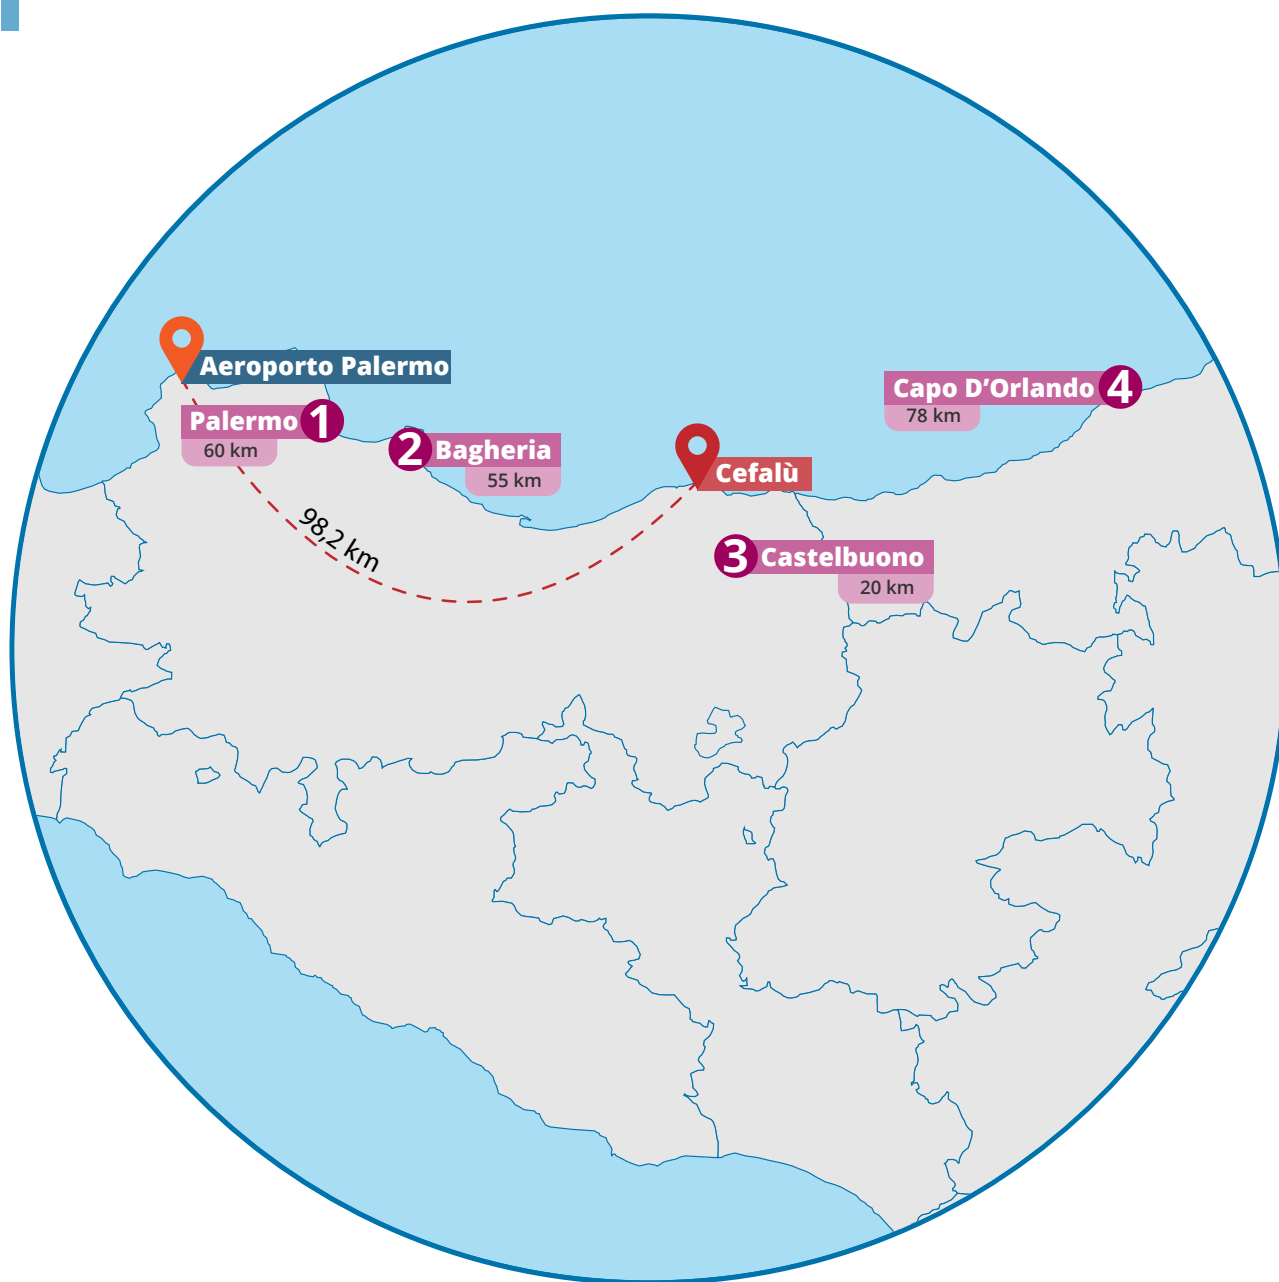 Aeroporto Palermo
Palermo 1
60 km
2 Bagheria
55 km
Cefalù
Capo D’Orlando 4
78 km
98,2 km
3 Castelbuono
20 km